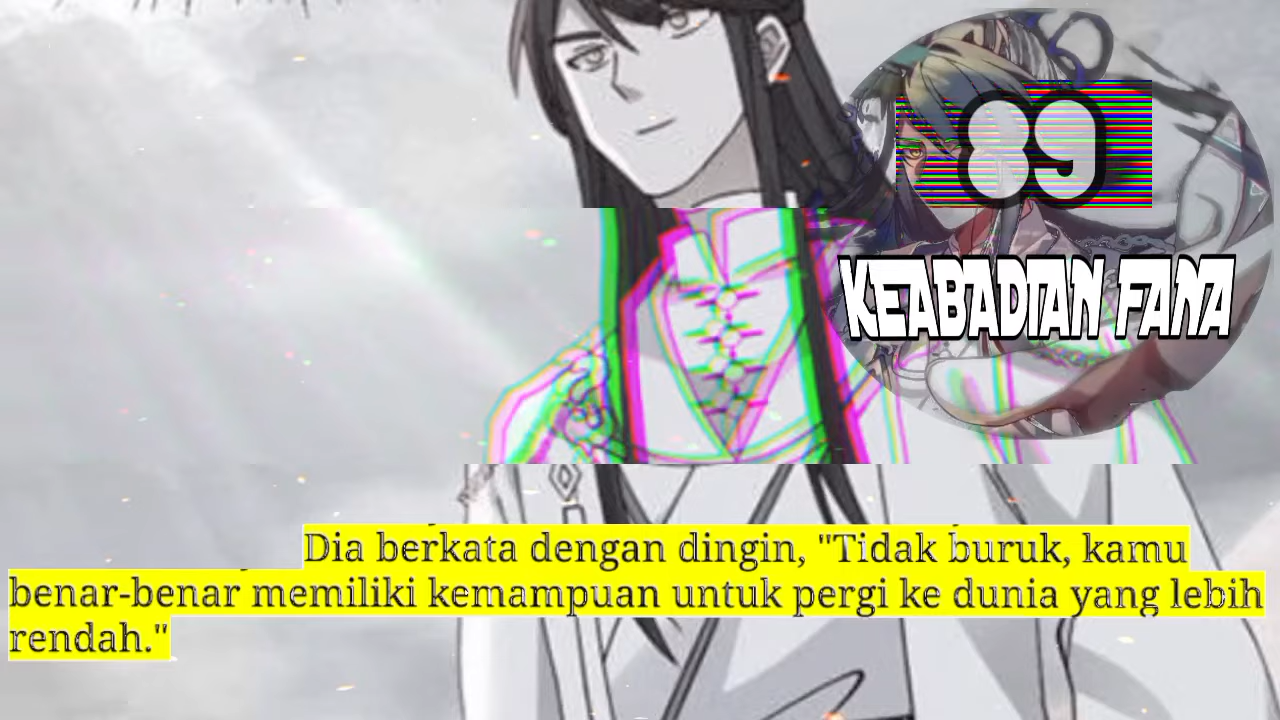 89
KEABADIAN FANA
Dia berkata dengan dingin, "Tidak buruk, kamu
benar-benar memiliki kemampuan untuk pergi ke dunia yang lebih
rendah."